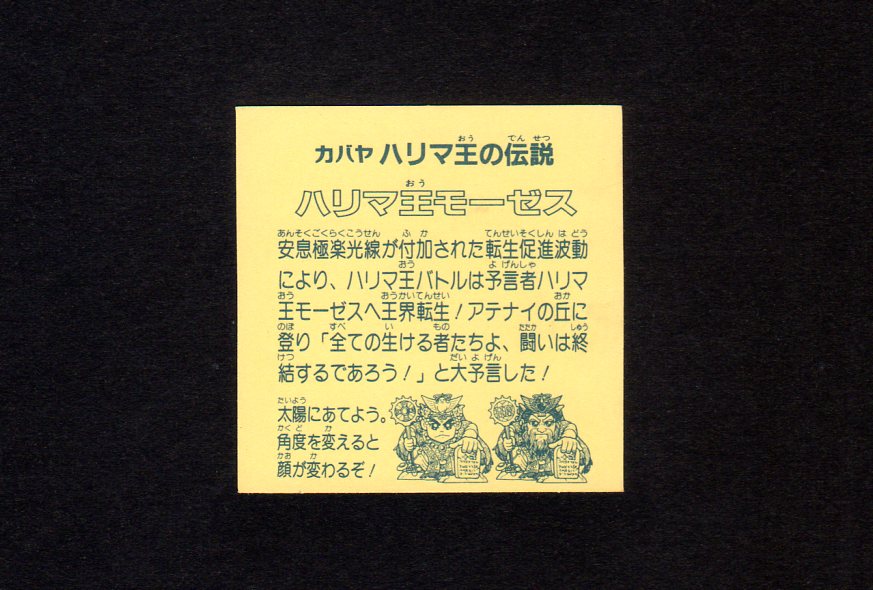 カバヤ ハリマ王の伝説
ハリマ王モーゼス
安息極楽光線が付加された転生促進波動
により、ハリマ王バトルは予言者ハリマ
王モーゼスへ王界転生!アテナイの丘に
登り「全ての生ける者たちよ、闘いは終
結するであろう!」と大予言した!
太陽にあてよう。
角度を変えると
顔が変わるぞ!